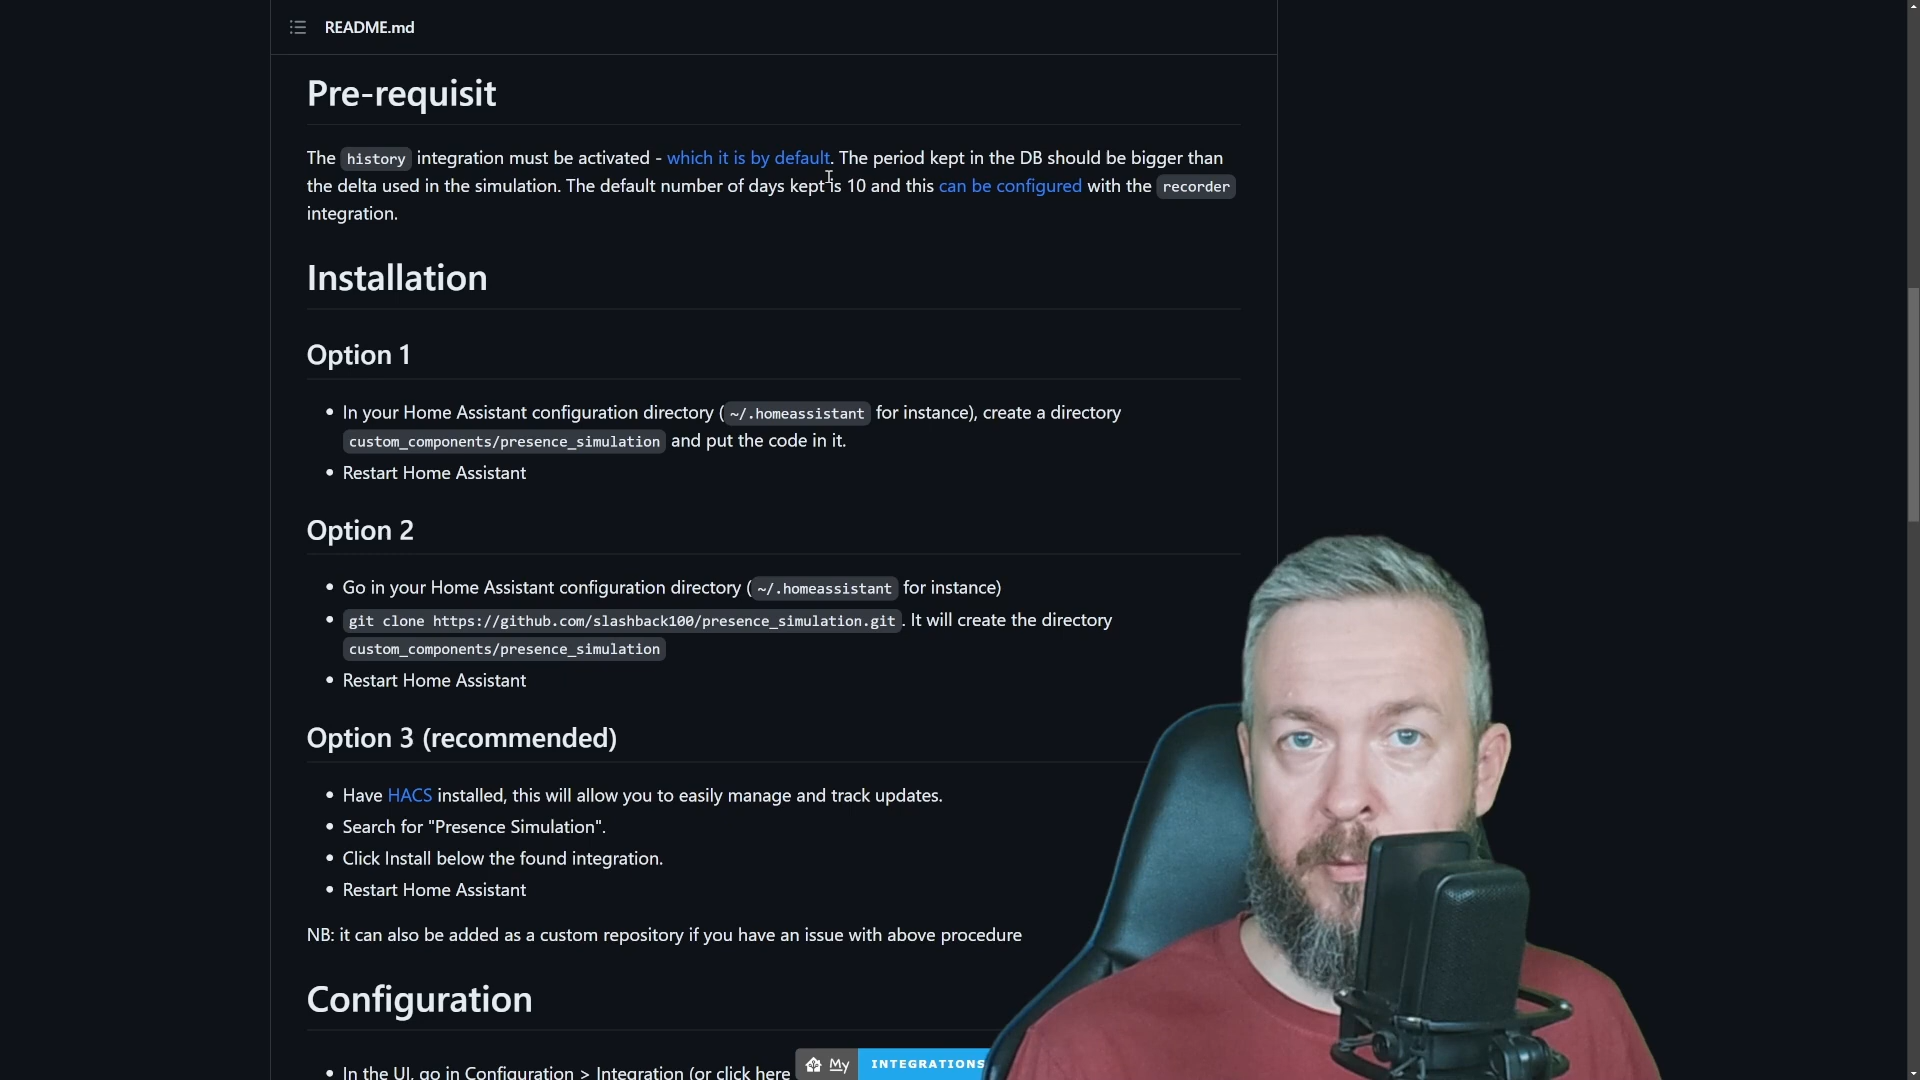 README.md
Pre-requisit
The history integration must be activated - which it is by default. The period kept in the DB should be bigger than
the delta used in the simulation. The default number of days kept is 10 and this can be configured with the recorder
integration.
Installation
Option 1
• In your Home Assistant configuration directory ( ~/.homeassistant for instance), create a directory
custom_components/presence_simulation and put the code in it.
• Restart Home Assistant
Option 2
• Go in your Home Assistant configuration directory ( ~/.homeassistant for instance)
• git clone https://github.com/slashback100/presence_simulation.git . It will create the directory
custom_components/presence_simulation
• Restart Home Assistant
Option 3 (recommended)
• Have HACS installed, this will allow you to easily manage and track updates.
• Search for "Presence Simulation".
• Click Install below the found integration.
• Restart Home Assistant
NB: it can also be added as a custom repository if you have an issue with above procedure
Configuration
• In the UI, go in Configuration > Integration (or click here My INTEGRATIONS